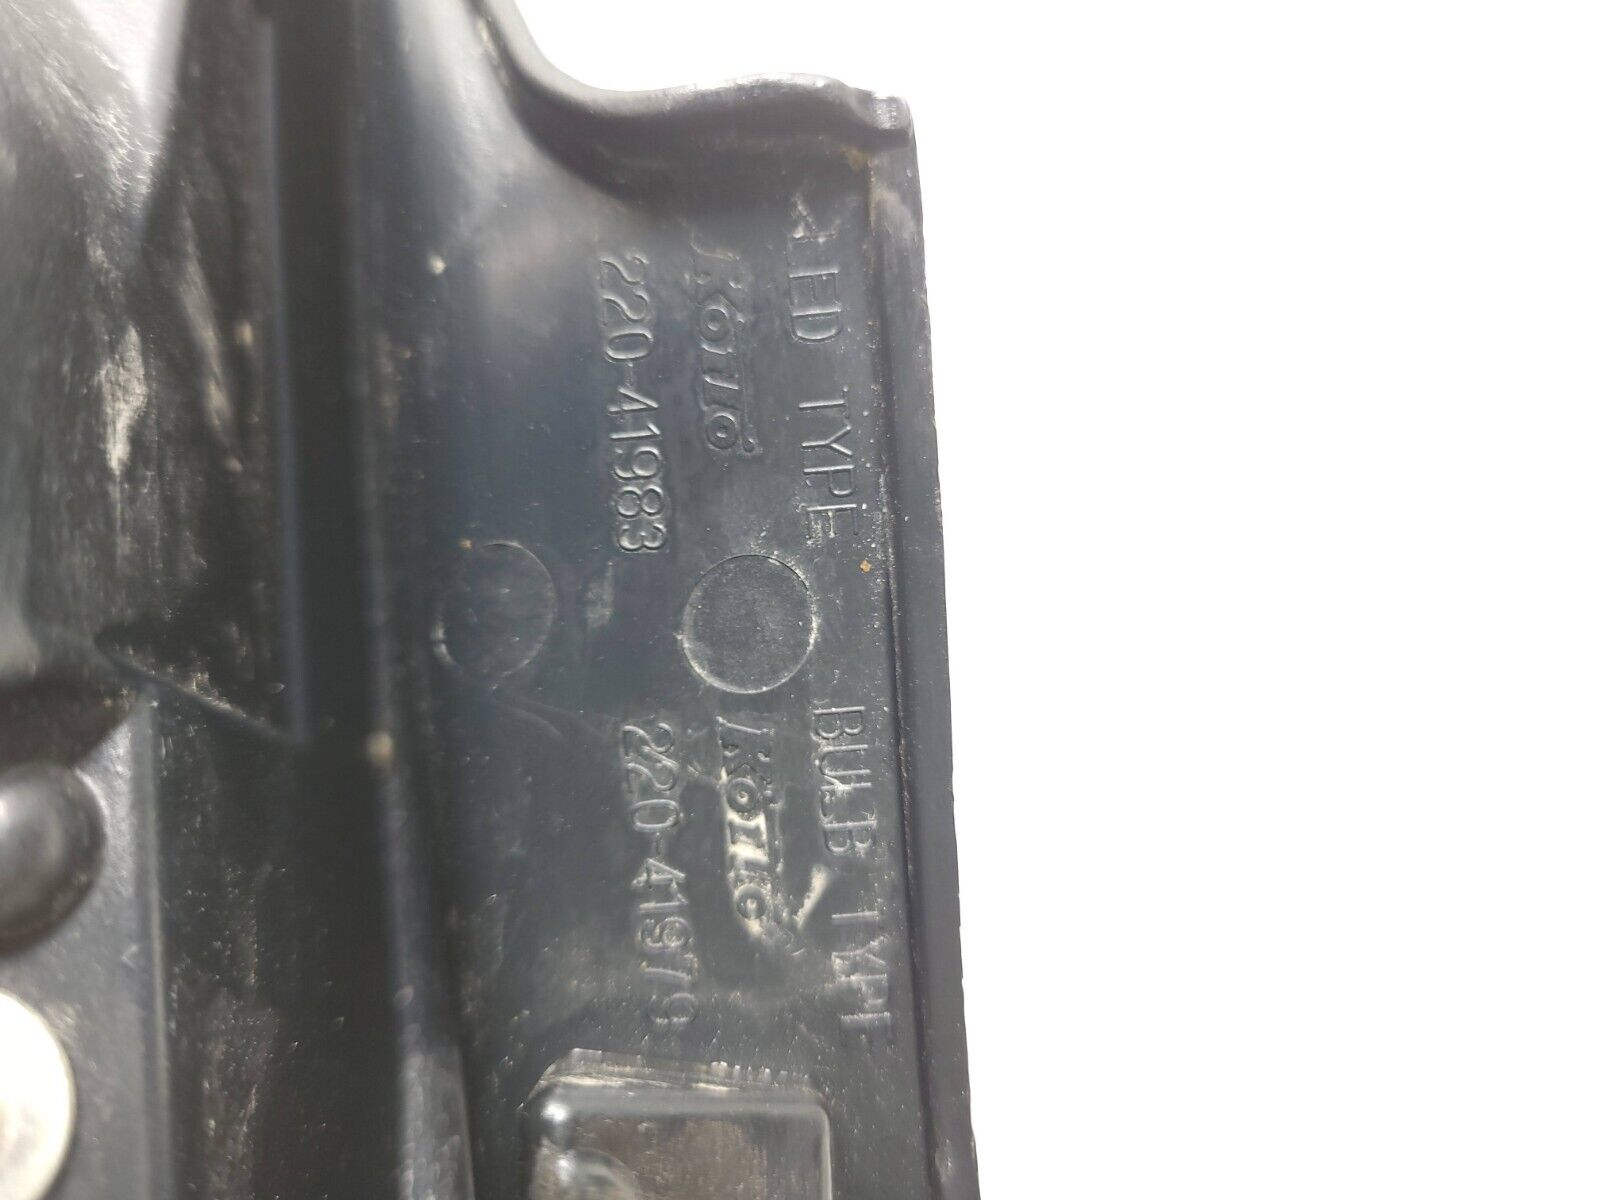 ◁LED TYPE
KOITO
220-41983
BULB TYPE
KOITO
220-41979